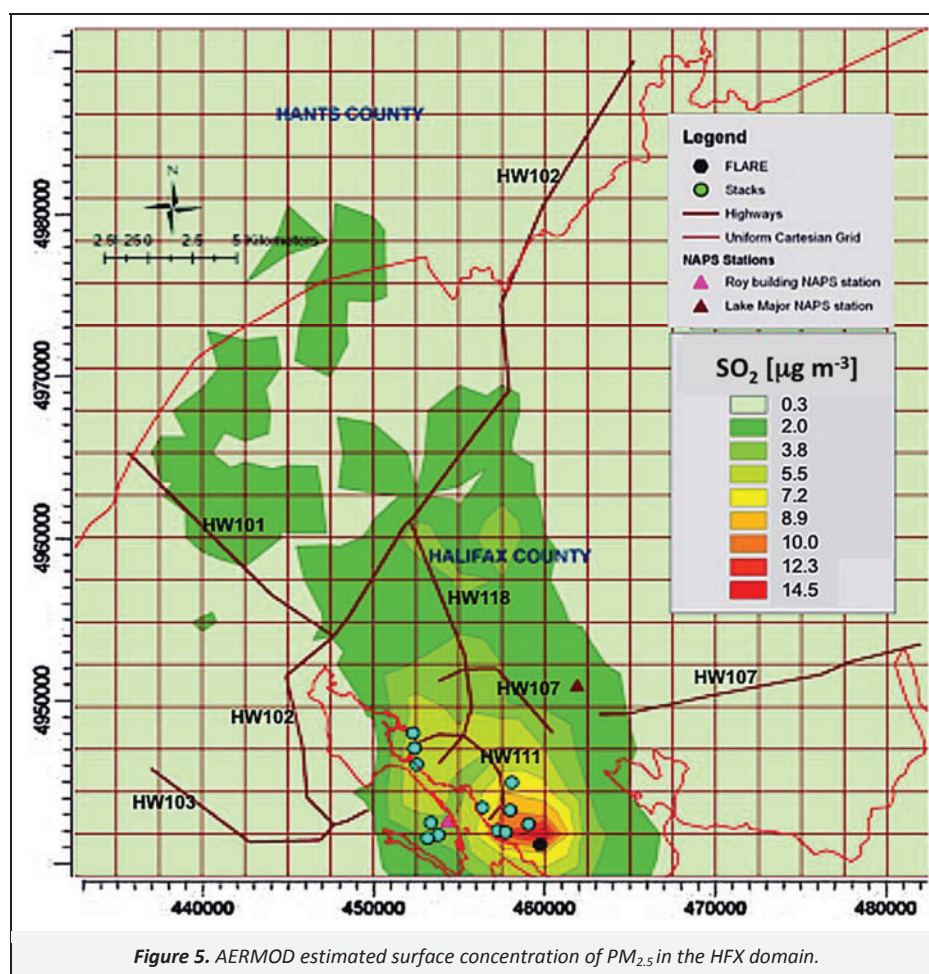 HANTS COUNTY
HW102
N
2.5 1.25 0 2.5 5 Kilometers
Legend
FLARE
Stacks
Highways
Uniform Cartesian Grid
NAPS Stations
Roy building NAPS station
Lake Major NAPS station
SO₂ [µg m⁻³]
0.3
2.0
3.8
5.5
7.2
8.9
10.0
12.3
14.5
4980000
4970000
4960000
4950000
HW101
HALIFAX COUNTY
HW118
HW107
HW107
HW102
HW111
HW103
440000
450000
460000
470000
480000
Figure 5. AERMOD estimated surface concentration of PM₂.₅ in the HFX domain.